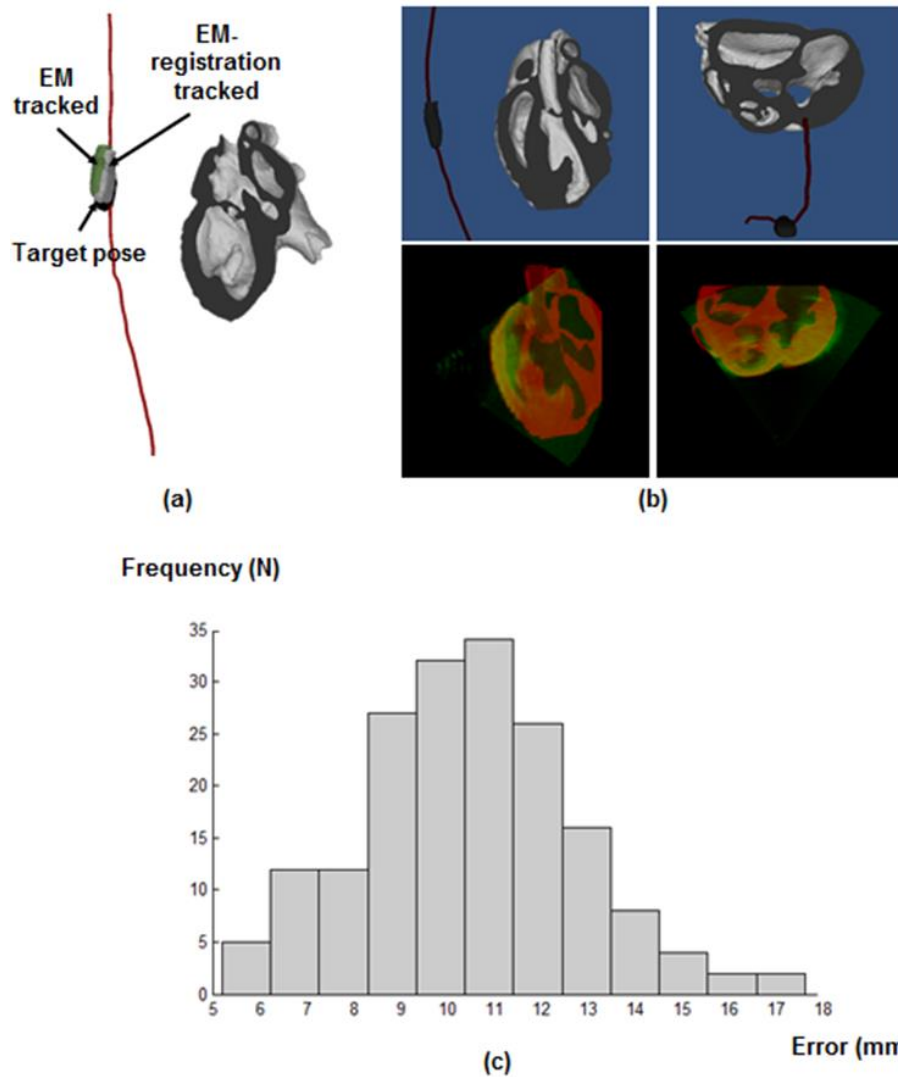 EM
tracked
EM-
registration
tracked
Target pose
(a)
(b)
Frequency (N)
35
30
25
20
15
10
5
0
5 6 7 8 9 10 11 12 13 14 15 16 17 18
Error (mm
(c)